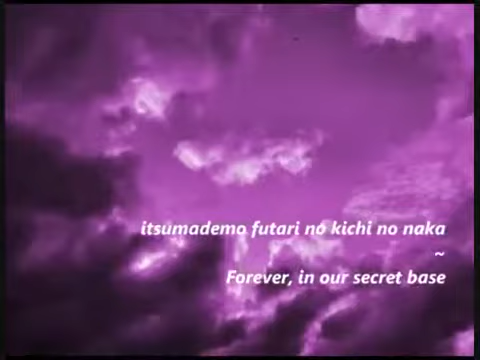 itsumademo futari no kichi no naka
~
Forever, in our secret base